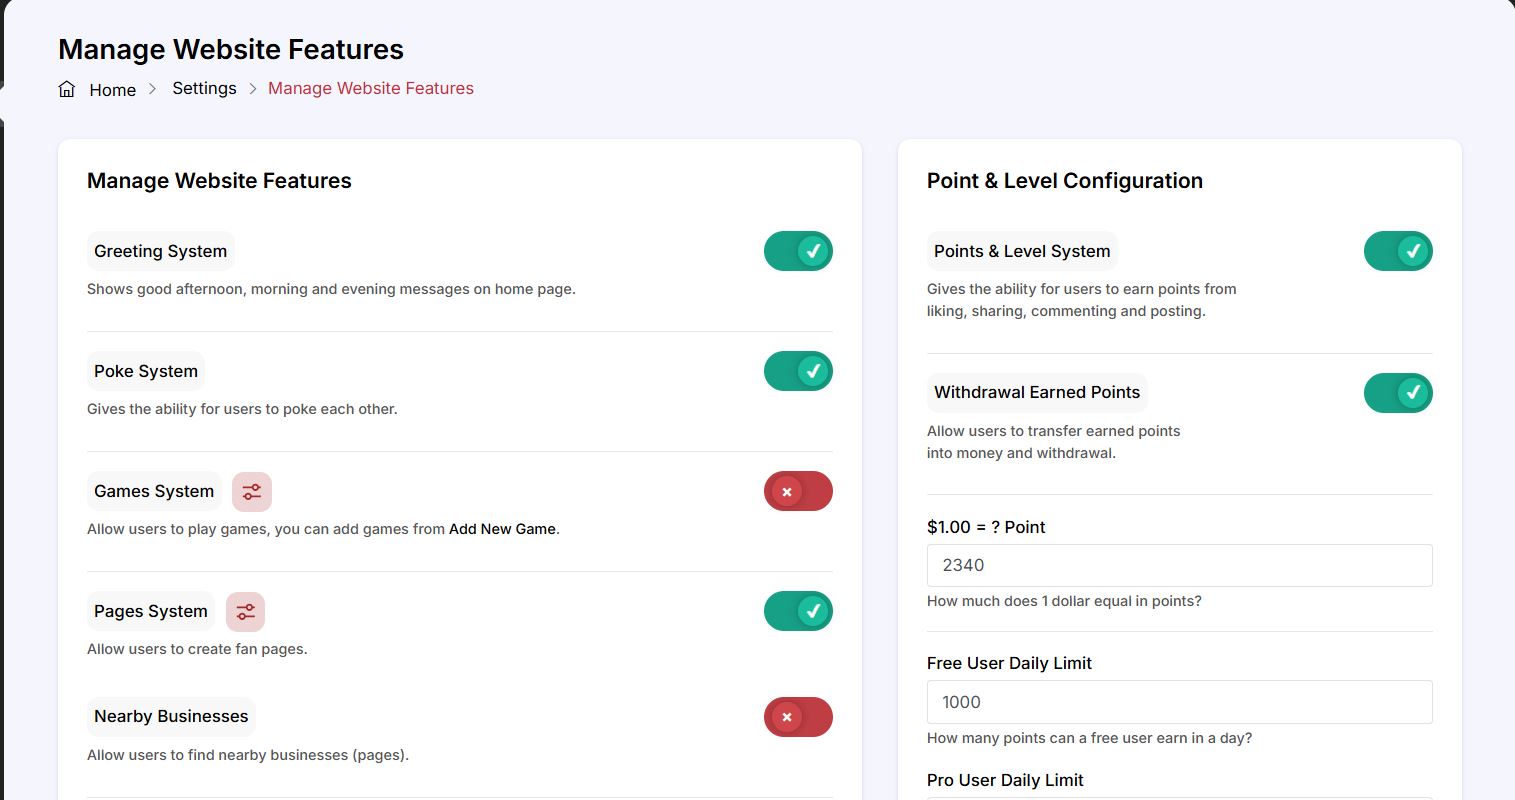 Manage Website Features
Home
Settings
Manage Website Features
Manage Website Features
Greeting System
Shows good afternoon, morning and evening messages on home page.
Poke System
Gives the ability for users to poke each other.
Games System
Allow users to play games, you can add games from Add New Game.
Pages System
Allow users to create fan pages.
Nearby Businesses
Allow users to find nearby businesses (pages).
Point & Level Configuration
Points & Level System
Gives the ability for users to earn points from
liking, sharing, commenting and posting.
Withdrawal Earned Points
Allow users to transfer earned points
into money and withdrawal.
$1.00 = ? Point
2340
How much does 1 dollar equal in points?
Free User Daily Limit
1000
How many points can a free user earn in a day?
Pro User Daily Limit